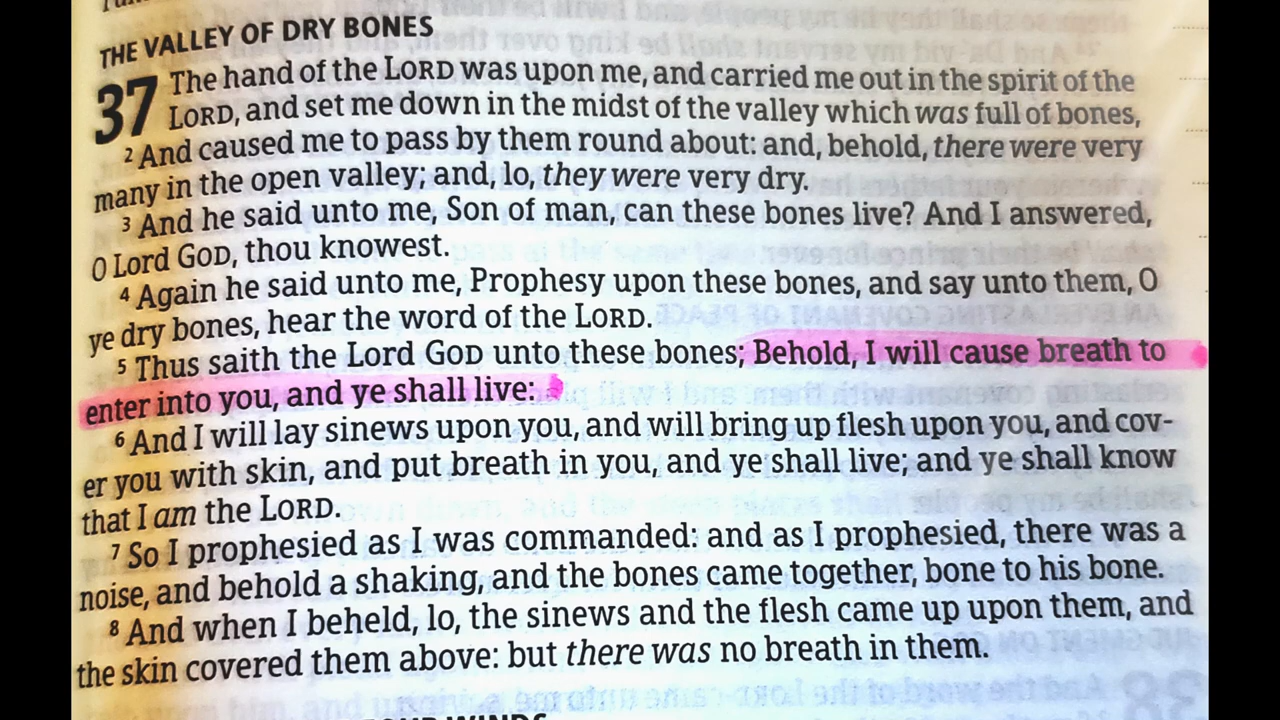 THE VALLEY OF DRY BONES
37 The hand of the LORD was upon me, and carried me out in the spirit of the
LORD, and set me down in the midst of the valley which was full of bones,
2 And caused me to pass by them round about: and, behold, there were very
many in the open valley; and, lo, they were very dry.
3 And he said unto me, Son of man, can these bones live? And I answered,
O Lord GOD, thou knowest.
4 Again he said unto me, Prophesy upon these bones, and say unto them, O
ye dry bones, hear the word of the LORD.
5 Thus saith the Lord GOD unto these bones; Behold, I will cause breath to
enter into you, and ye shall live:
6 And I will lay sinews upon you, and will bring up flesh upon you, and cov-
er you with skin, and put breath in you, and ye shall live; and ye shall know
that I am the LORD.
7 So I prophesied as I was commanded: and as I prophesied, there was a
noise, and behold a shaking, and the bones came together, bone to his bone.
8 And when I beheld, lo, the sinews and the flesh came up upon them, and
the skin covered them above: but there was no breath in them.
WINDS